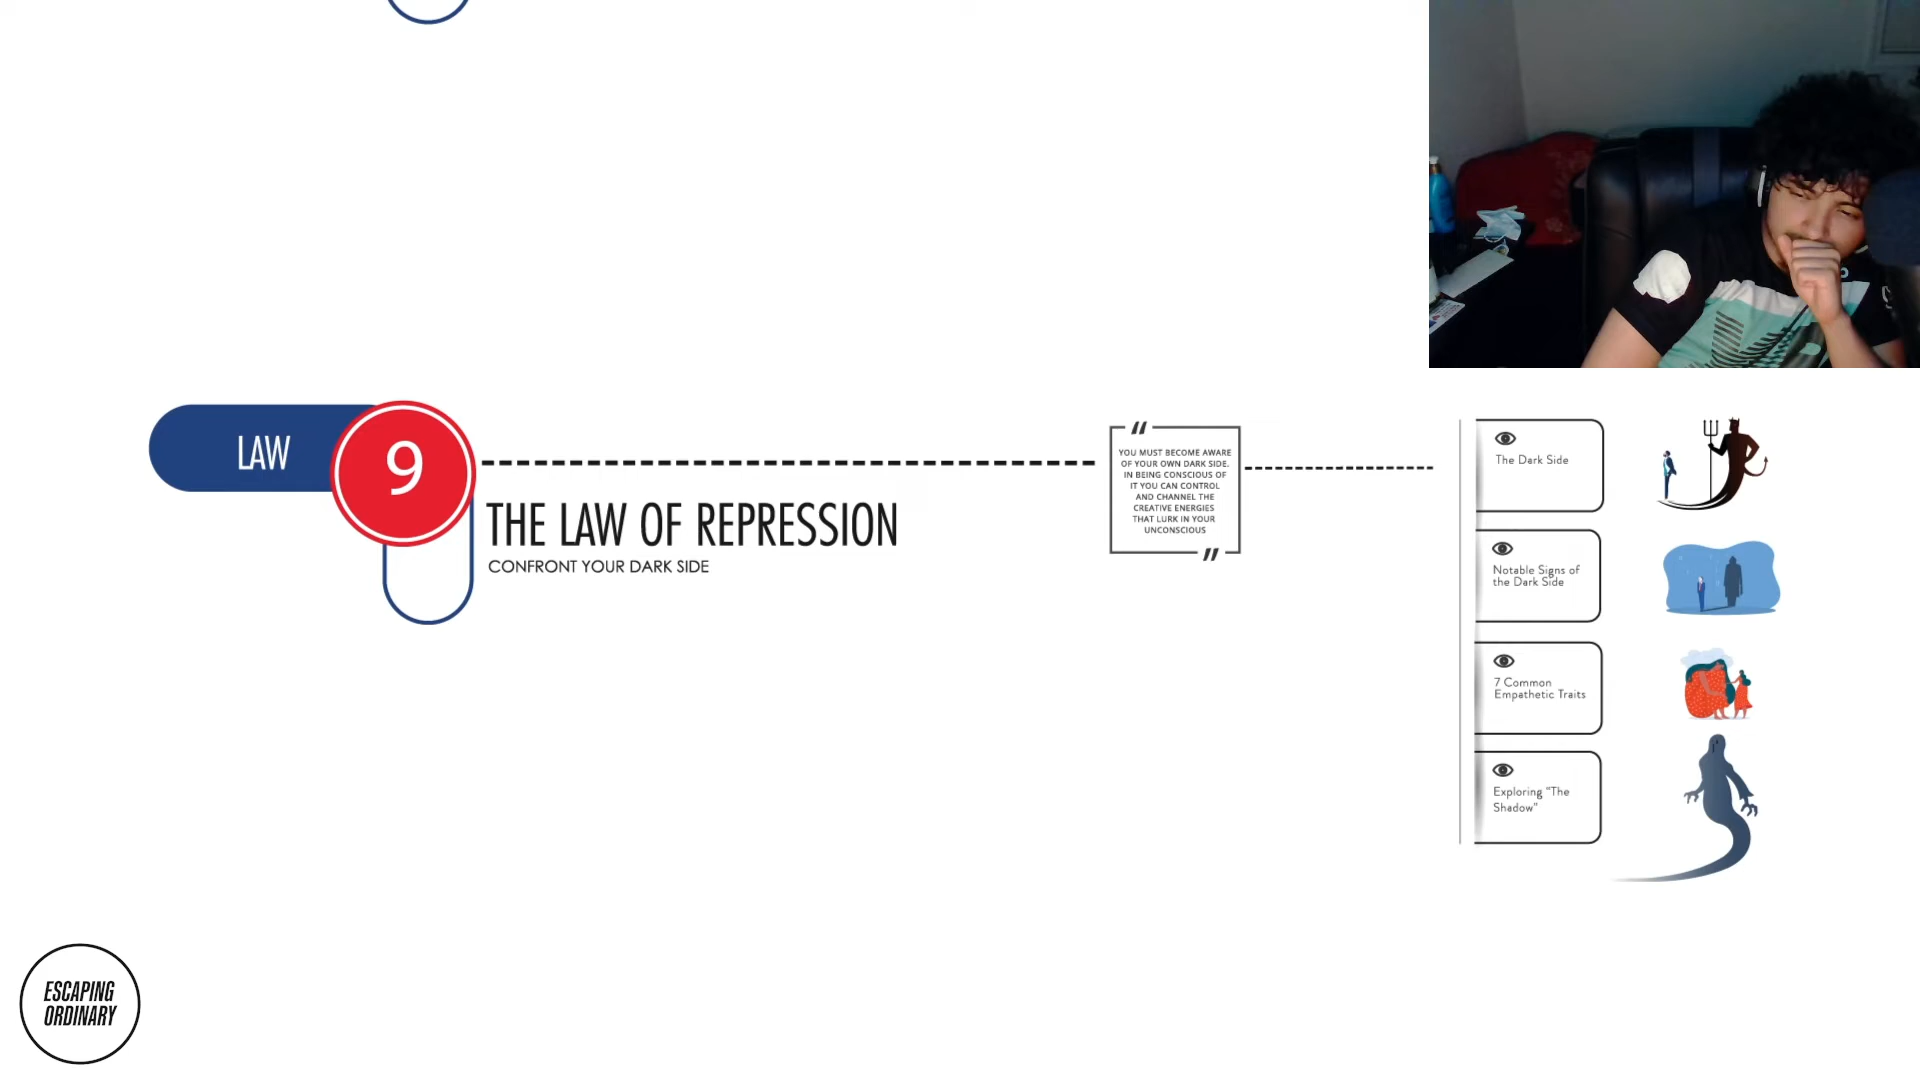 LAW
9
THE LAW OF REPRESSION
CONFRONT YOUR DARK SIDE
YOU MUST BECOME AWARE
OF YOUR OWN DARK SIDE.
IN BEING CONSCIOUS OF
IT YOU CAN CONTROL
AND CHANNEL THE
CREATIVE ENERGIES
THAT LURK IN YOUR
UNCONSCIOUS
The Dark Side
Notable Signs of
the Dark Side
7 Common
Empathetic Traits
Exploring "The
Shadow"
ESCAPING
ORDINARY